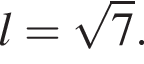 l = √7.